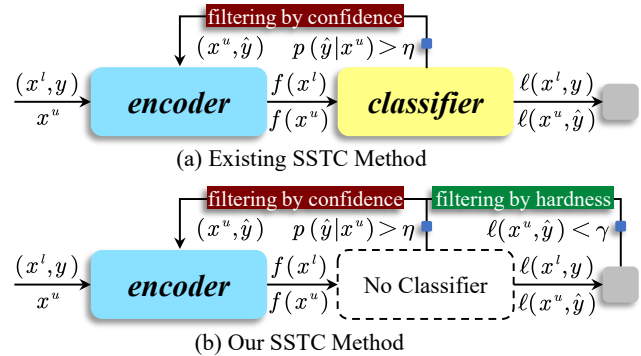 filtering by confidence
(x^u, ŷ) p(ŷ|x^u) > η
(x^l, y) encoder f(x^l) classifier ℓ(x^l, y)
x^u f(x^u) ℓ(x^u, ŷ)
(a) Existing SSTC Method
filtering by confidence filtering by hardness
(x^u, ŷ) p(ŷ|x^u) > η ℓ(x^u, ŷ) < γ
(x^l, y) encoder f(x^l) No Classifier ℓ(x^l, y)
x^u f(x^u) ℓ(x^u, ŷ)
(b) Our SSTC Method